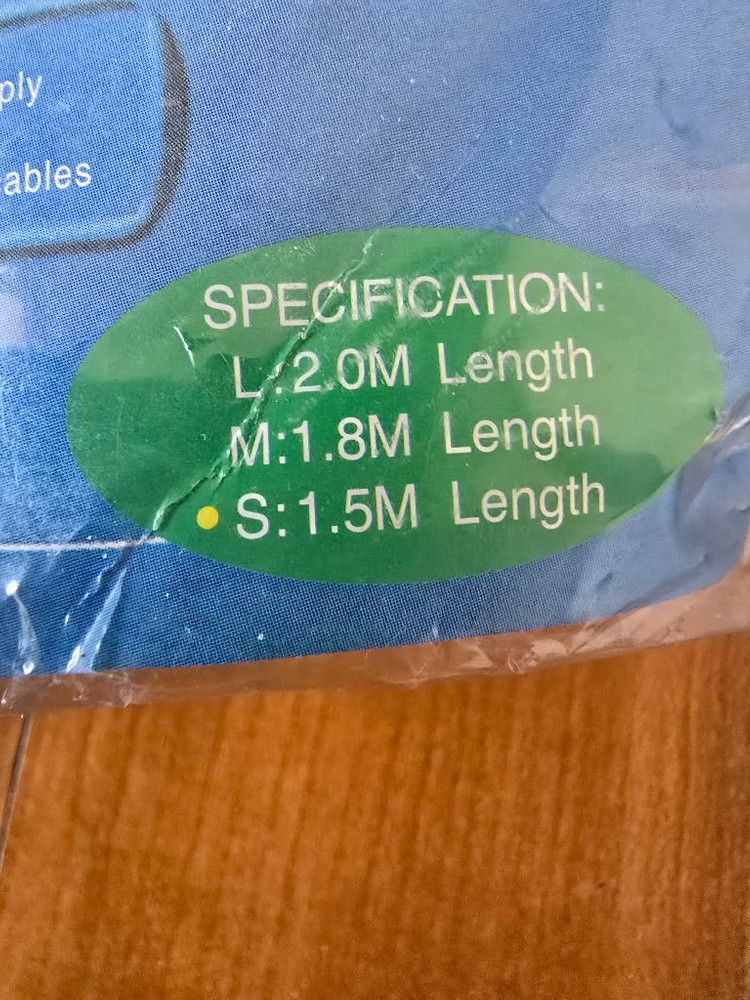 ply
ables
SPECIFICATION:
L:2.0M Length
M:1.8M Length
S:1.5M Length